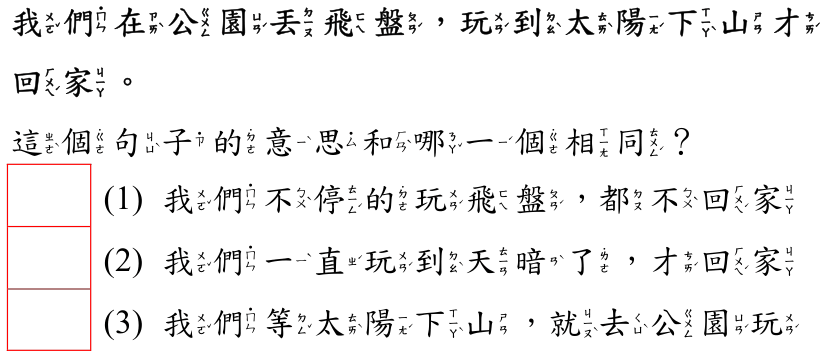 我們在公園丟飛盤，玩到太陽下山才
回家。
這個句子的意思和哪一個相同？
(1) 我們不停的玩飛盤，都不回家
(2) 我們一直玩到天暗了，才回家
(3) 我們等太陽下山，就去公園玩